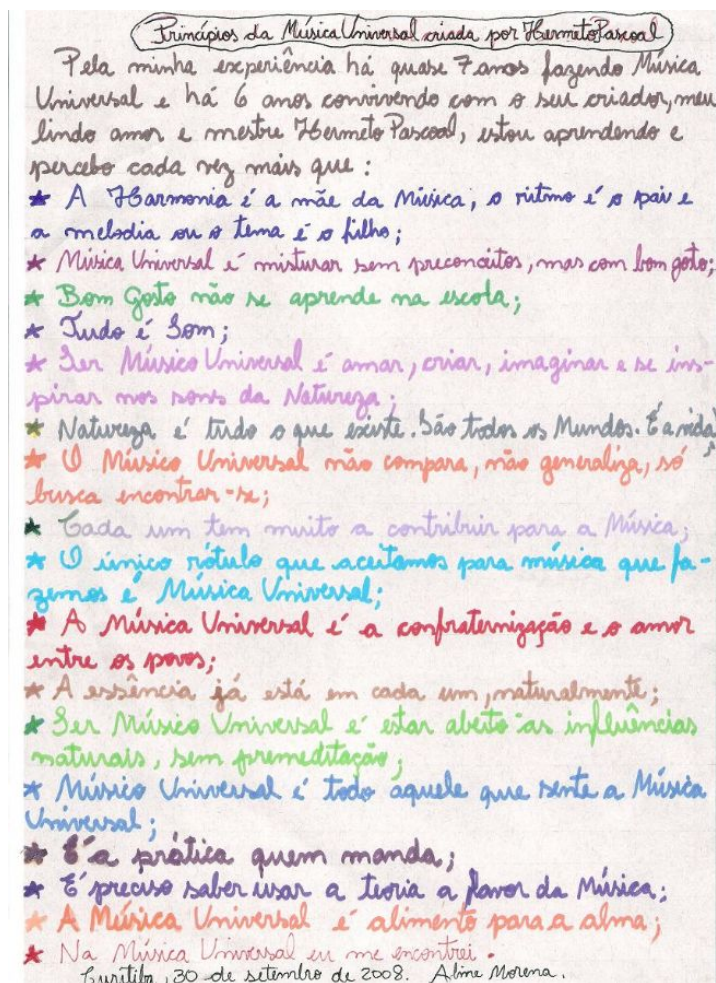 Princípios da Música Universal criada por Hermeto Pascoal
Pela minha experiência há quase 7 anos fazendo Música
Universal e há 6 anos convivendo com o seu criador, meu
lindo amor e mestre Hermeto Pascoal, estou aprendendo e
percebo cada vez mais que:
★ A Harmonia é a mãe da Música, o ritmo é o pai e
a melodia ou o tema é o filho;
★ Música Universal é misturar sem preconceitos, mas com bom gosto;
★ Bom Gosto não se aprende na escola;
★ Tudo é Som;
★ Ser Músico Universal é amar, criar, imaginar e se ins-
pirar nos sons da Natureza;
★ Natureza é tudo o que existe. São todos os Mundos. É a vida;
★ O Músico Universal não compara, não generaliza, só
busca encontrar-se;
★ Cada um tem muito a contribuir para a Música;
★ O único rótulo que aceitamos para música que fa-
zemos é Música Universal;
★ A Música Universal é a confraternização e o amor
entre os povos;
★ A essência já está em cada um, naturalmente;
★ Ser Músico Universal é estar aberto às influências
naturais, sem premeditação;
★ Músico Universal é todo aquele que sente a Música
Universal;
★ É a prática quem manda;
★ É preciso saber usar a teoria a favor da Música;
★ A Música Universal é alimento para a alma;
★ Na Música Universal eu me encontrei.
Curitiba, 30 de setembro de 2008. Aline Morena.